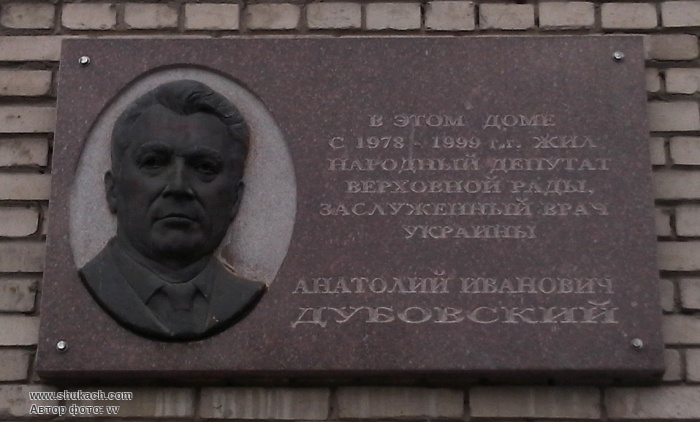 В ЭТОМ ДОМЕ
С 1978 - 1999 г.г. ЖИЛ
НАРОДНЫЙ ДЕПУТАТ
ВЕРХОВНОЙ РАДЫ,
ЗАСЛУЖЕННЫЙ ВРАЧ
УКРАИНЫ
АНАТОЛИЙ ИВАНОВИЧ
ДУБОВСКИЙ
www.shukach.com
Автор фото: vv